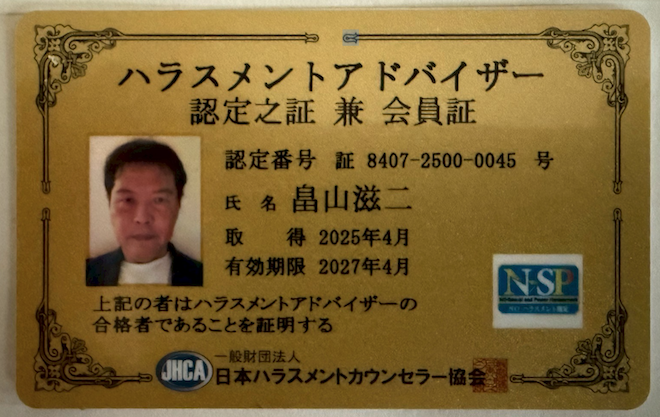 ハラスメントアドバイザー
認定之証 兼 会員証
認定番号 証 8407-2500-0045 号
氏 名 畠山滋二
取 得 2025年4月
有効期限 2027年4月
N-SP
上記の者はハラスメントアドバイザーの
合格者であることを証明する
一般財団法人
JHCA 日本ハラスメントカウンセラー協会